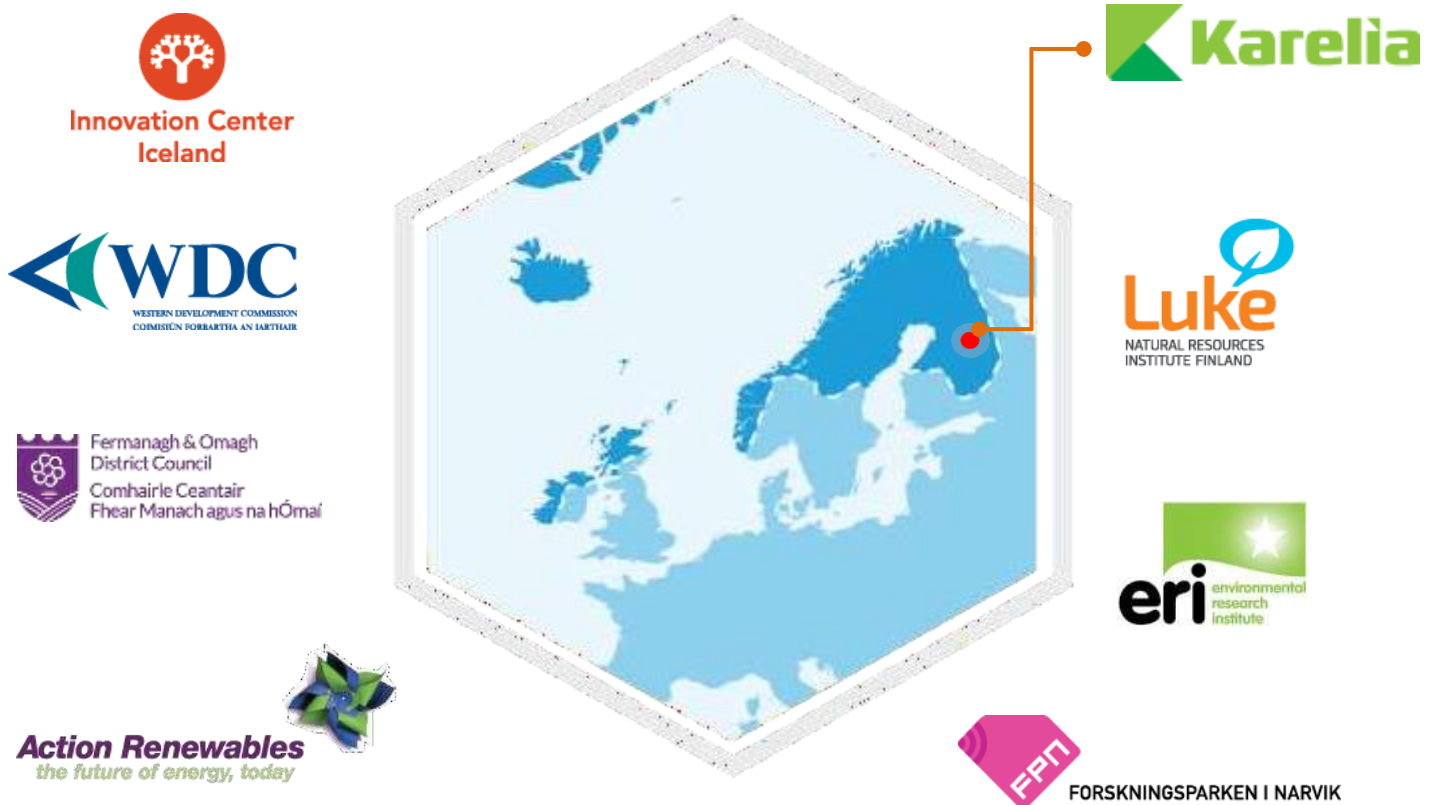 Innovation Center
Iceland
WDC
WESTERN DEVELOPMENT COMMISSION
COIMISIÚN FORBARTHA AN IARTHAIR
Fermanagh & Omagh
District Council
Comhairle Ceantair
Fhear Manach agus na hÓmaí
Action Renewables
the future of energy, today
Karelia
Luke
NATURAL RESOURCES
INSTITUTE FINLAND
eri
environmental
research
institute
FPN
FORSKNINGSPARKEN I NARVIK